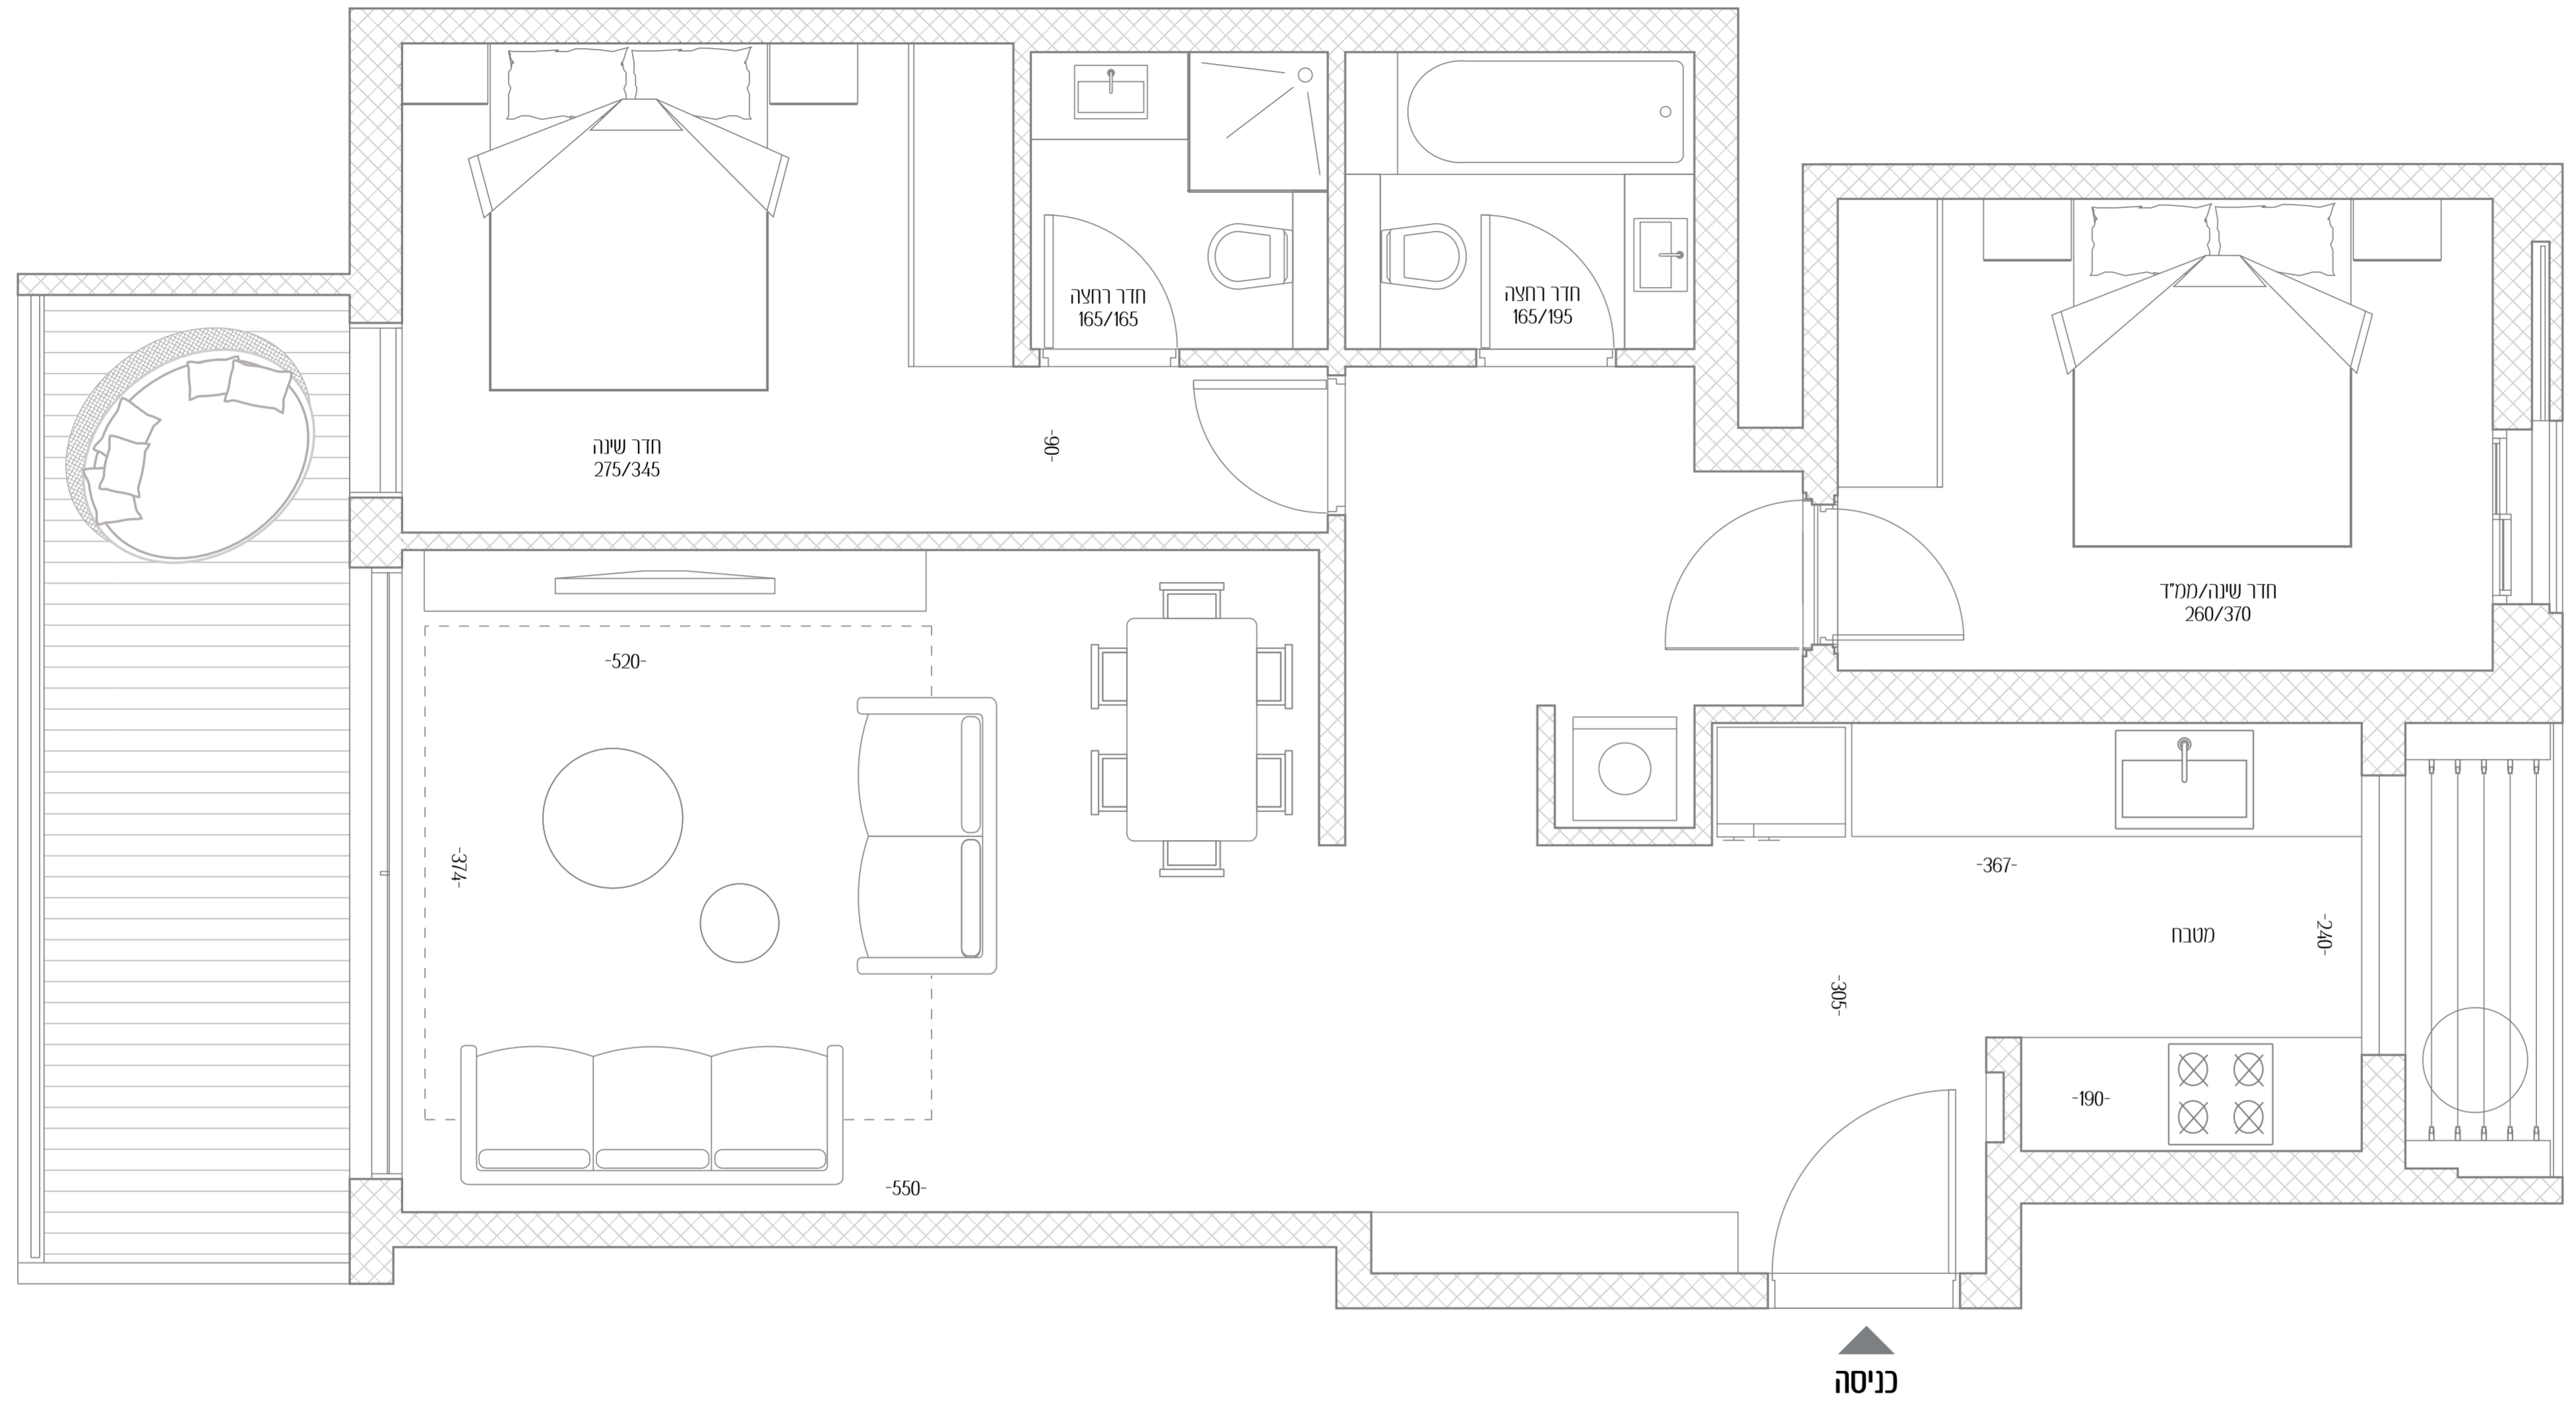 חדר רחצה
165/165
חדר רחצה
165/195
חדר שינה
275/345
-90-
חדר שינה/ממ"ד
260/370
-520-
-374-
-550-
-367-
מטבח
-240-
-305-
-190-
כניסה